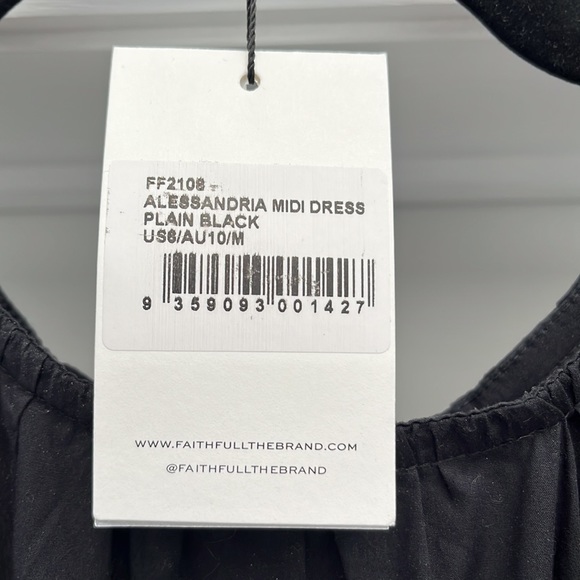 FF2108 -
ALESSANDRIA MIDI DRESS
PLAIN BLACK
US6/AU10/M
9 359093 001427
WWW.FAITHFULLTHEBRAND.COM
@FAITHFULLTHEBRAND